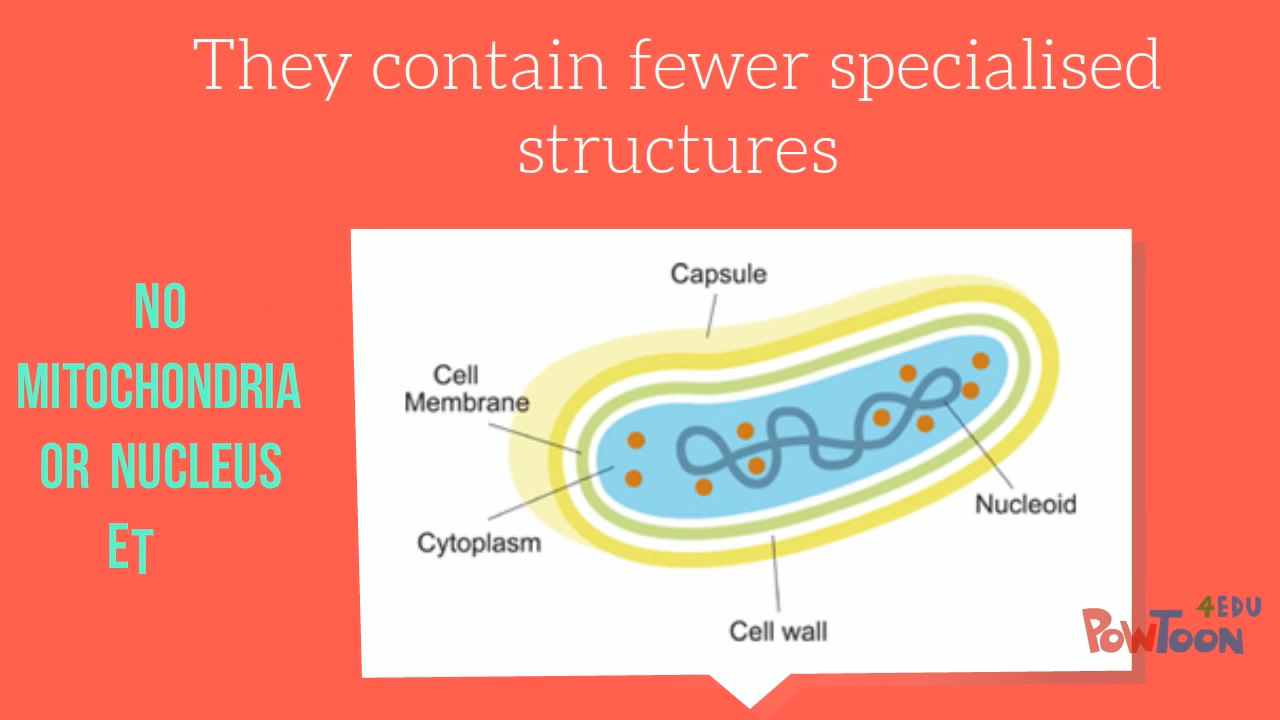 They contain fewer specialised
structures
NO
MITOCHONDRIA
OR NUCLEUS
ET
Capsule
Cell
Membrane
Cytoplasm
Nucleoid
Cell wall
4EDU
POWTOON